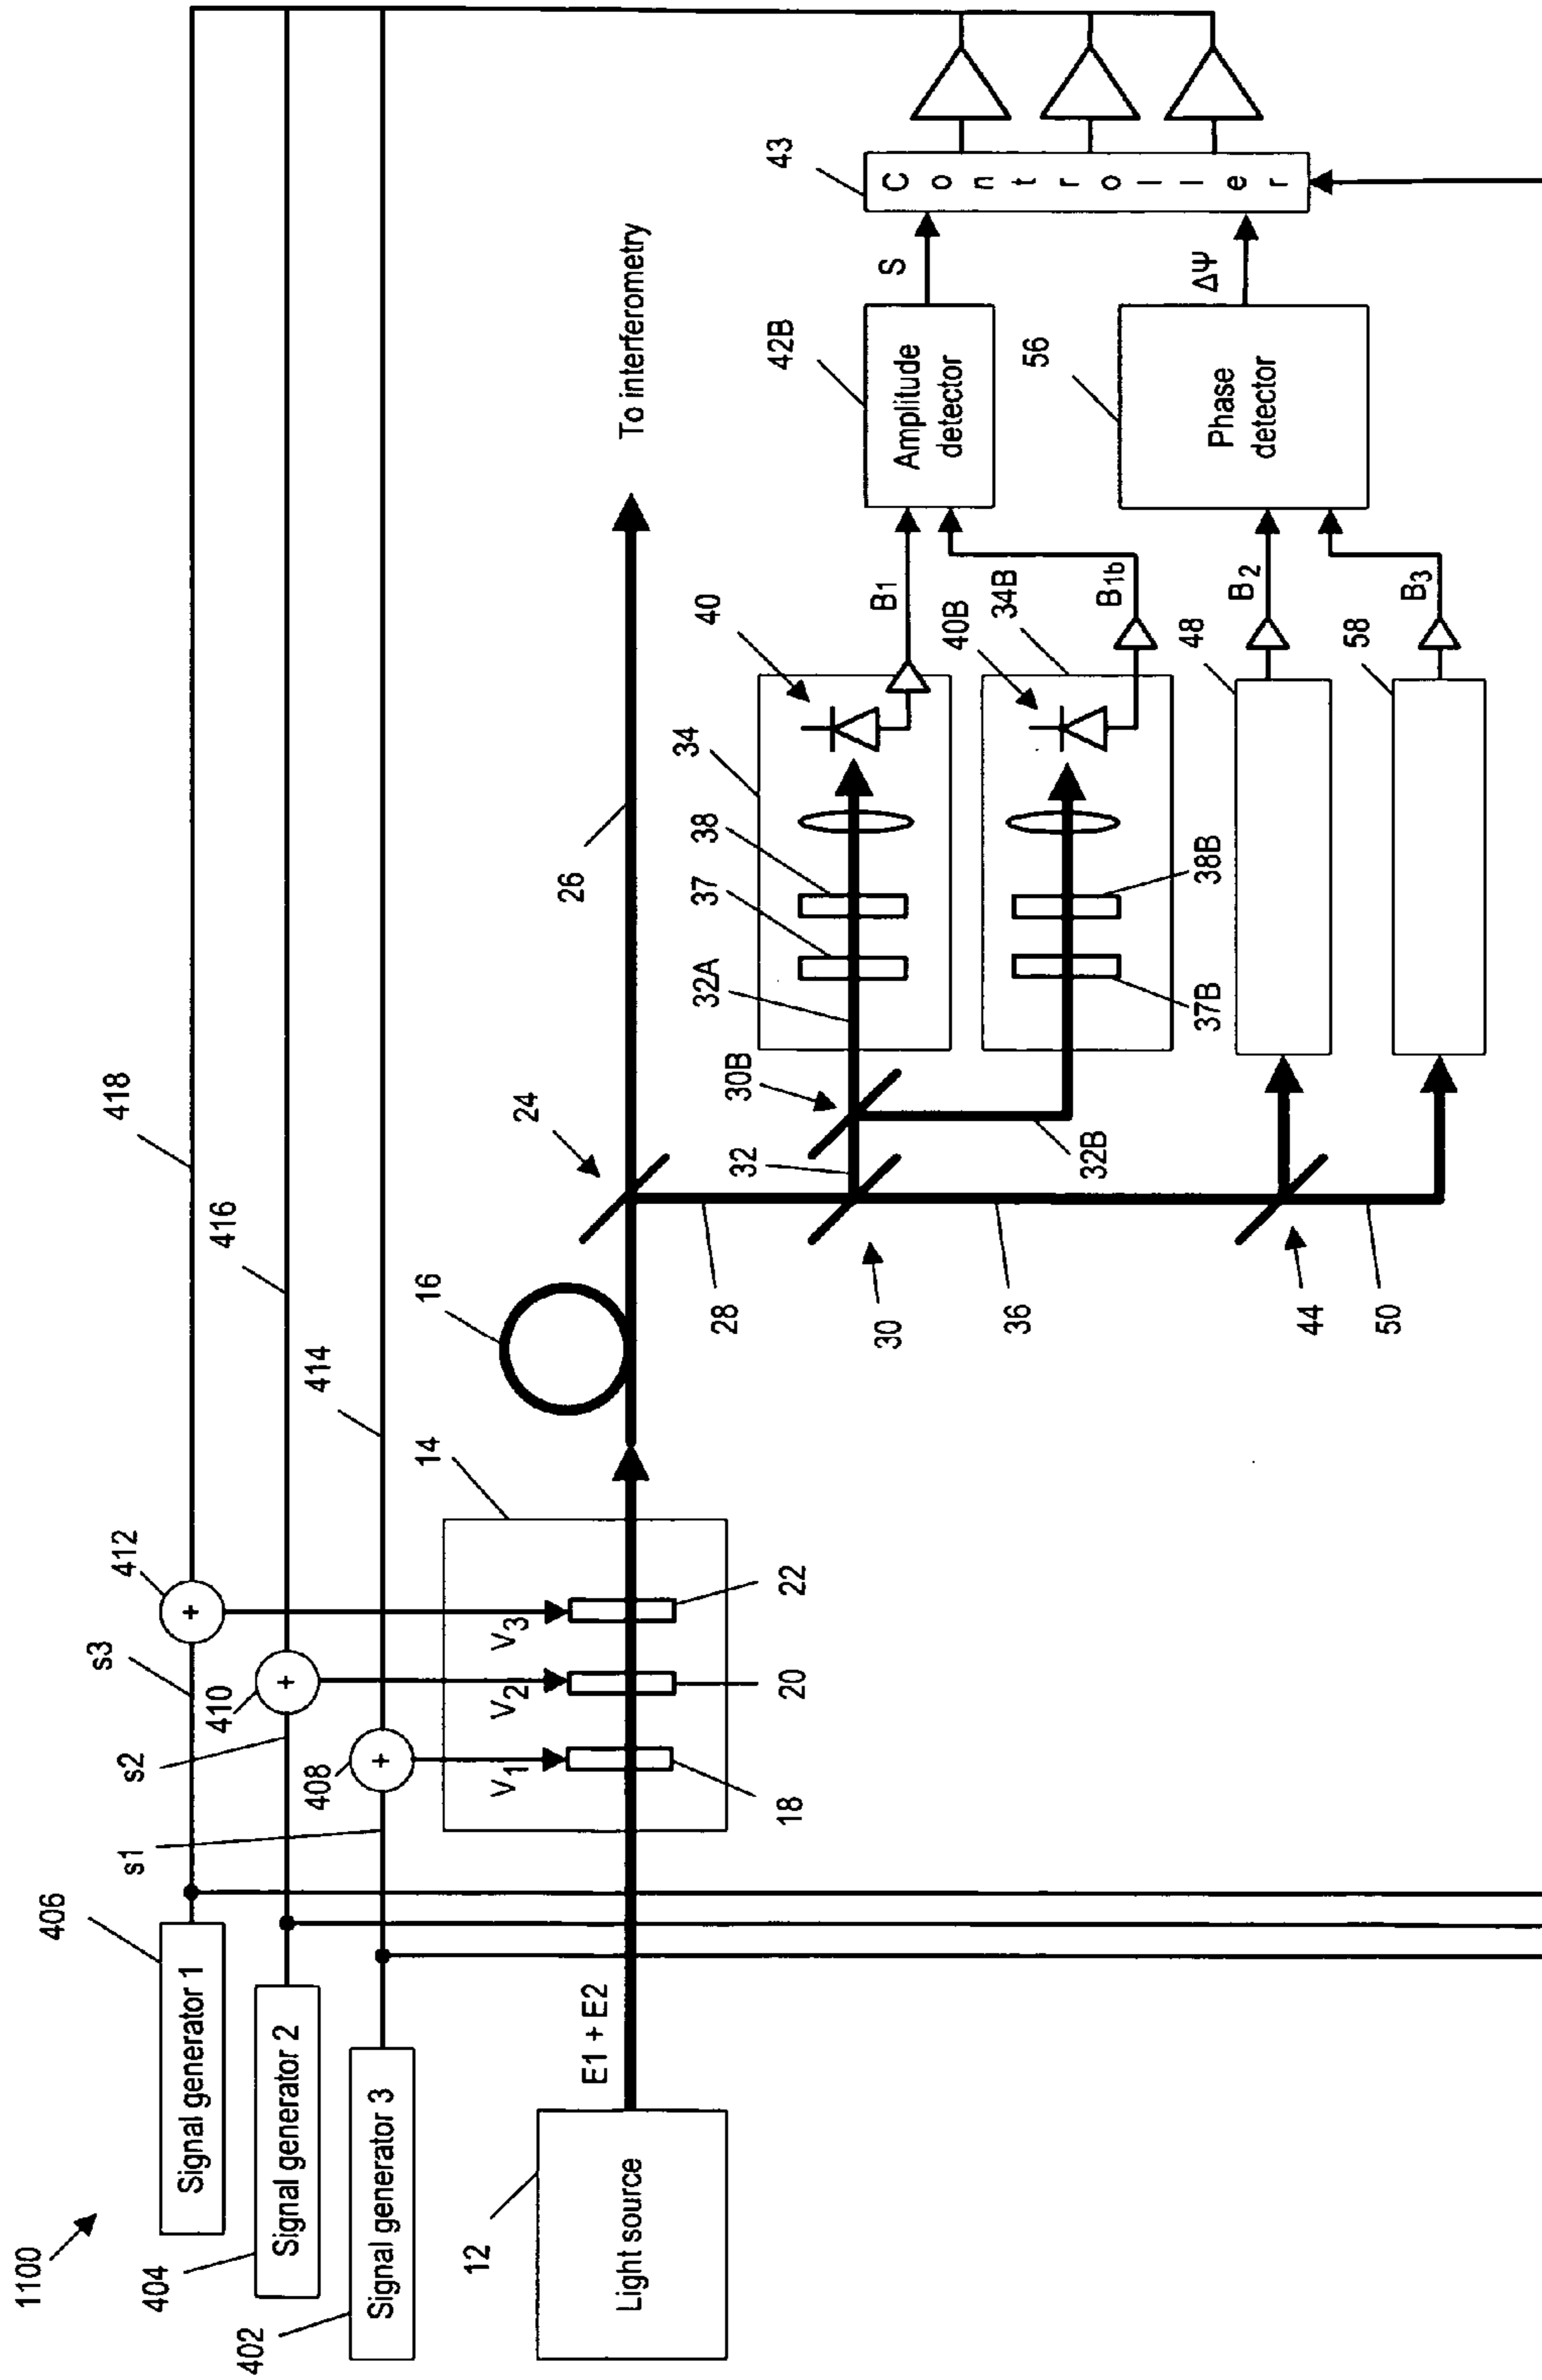 1100
406
Signal generator 1
404
Signal generator 2
402
Signal generator 3
s3
s2
s1
412
+
410
+
408
+
418
416
414
12
Light source
E1 + E2
14
V1
V2
V3
18
20
22
16
24
26
To interferometry
28
30
32
30B
32A
32B
36
44
50
34
37
38
40
B1
37B
38B
40B
34B
B1b
48
B2
58
B3
42B
Amplitude
detector
S
56
Phase
detector
ΔΨ
43
Controller